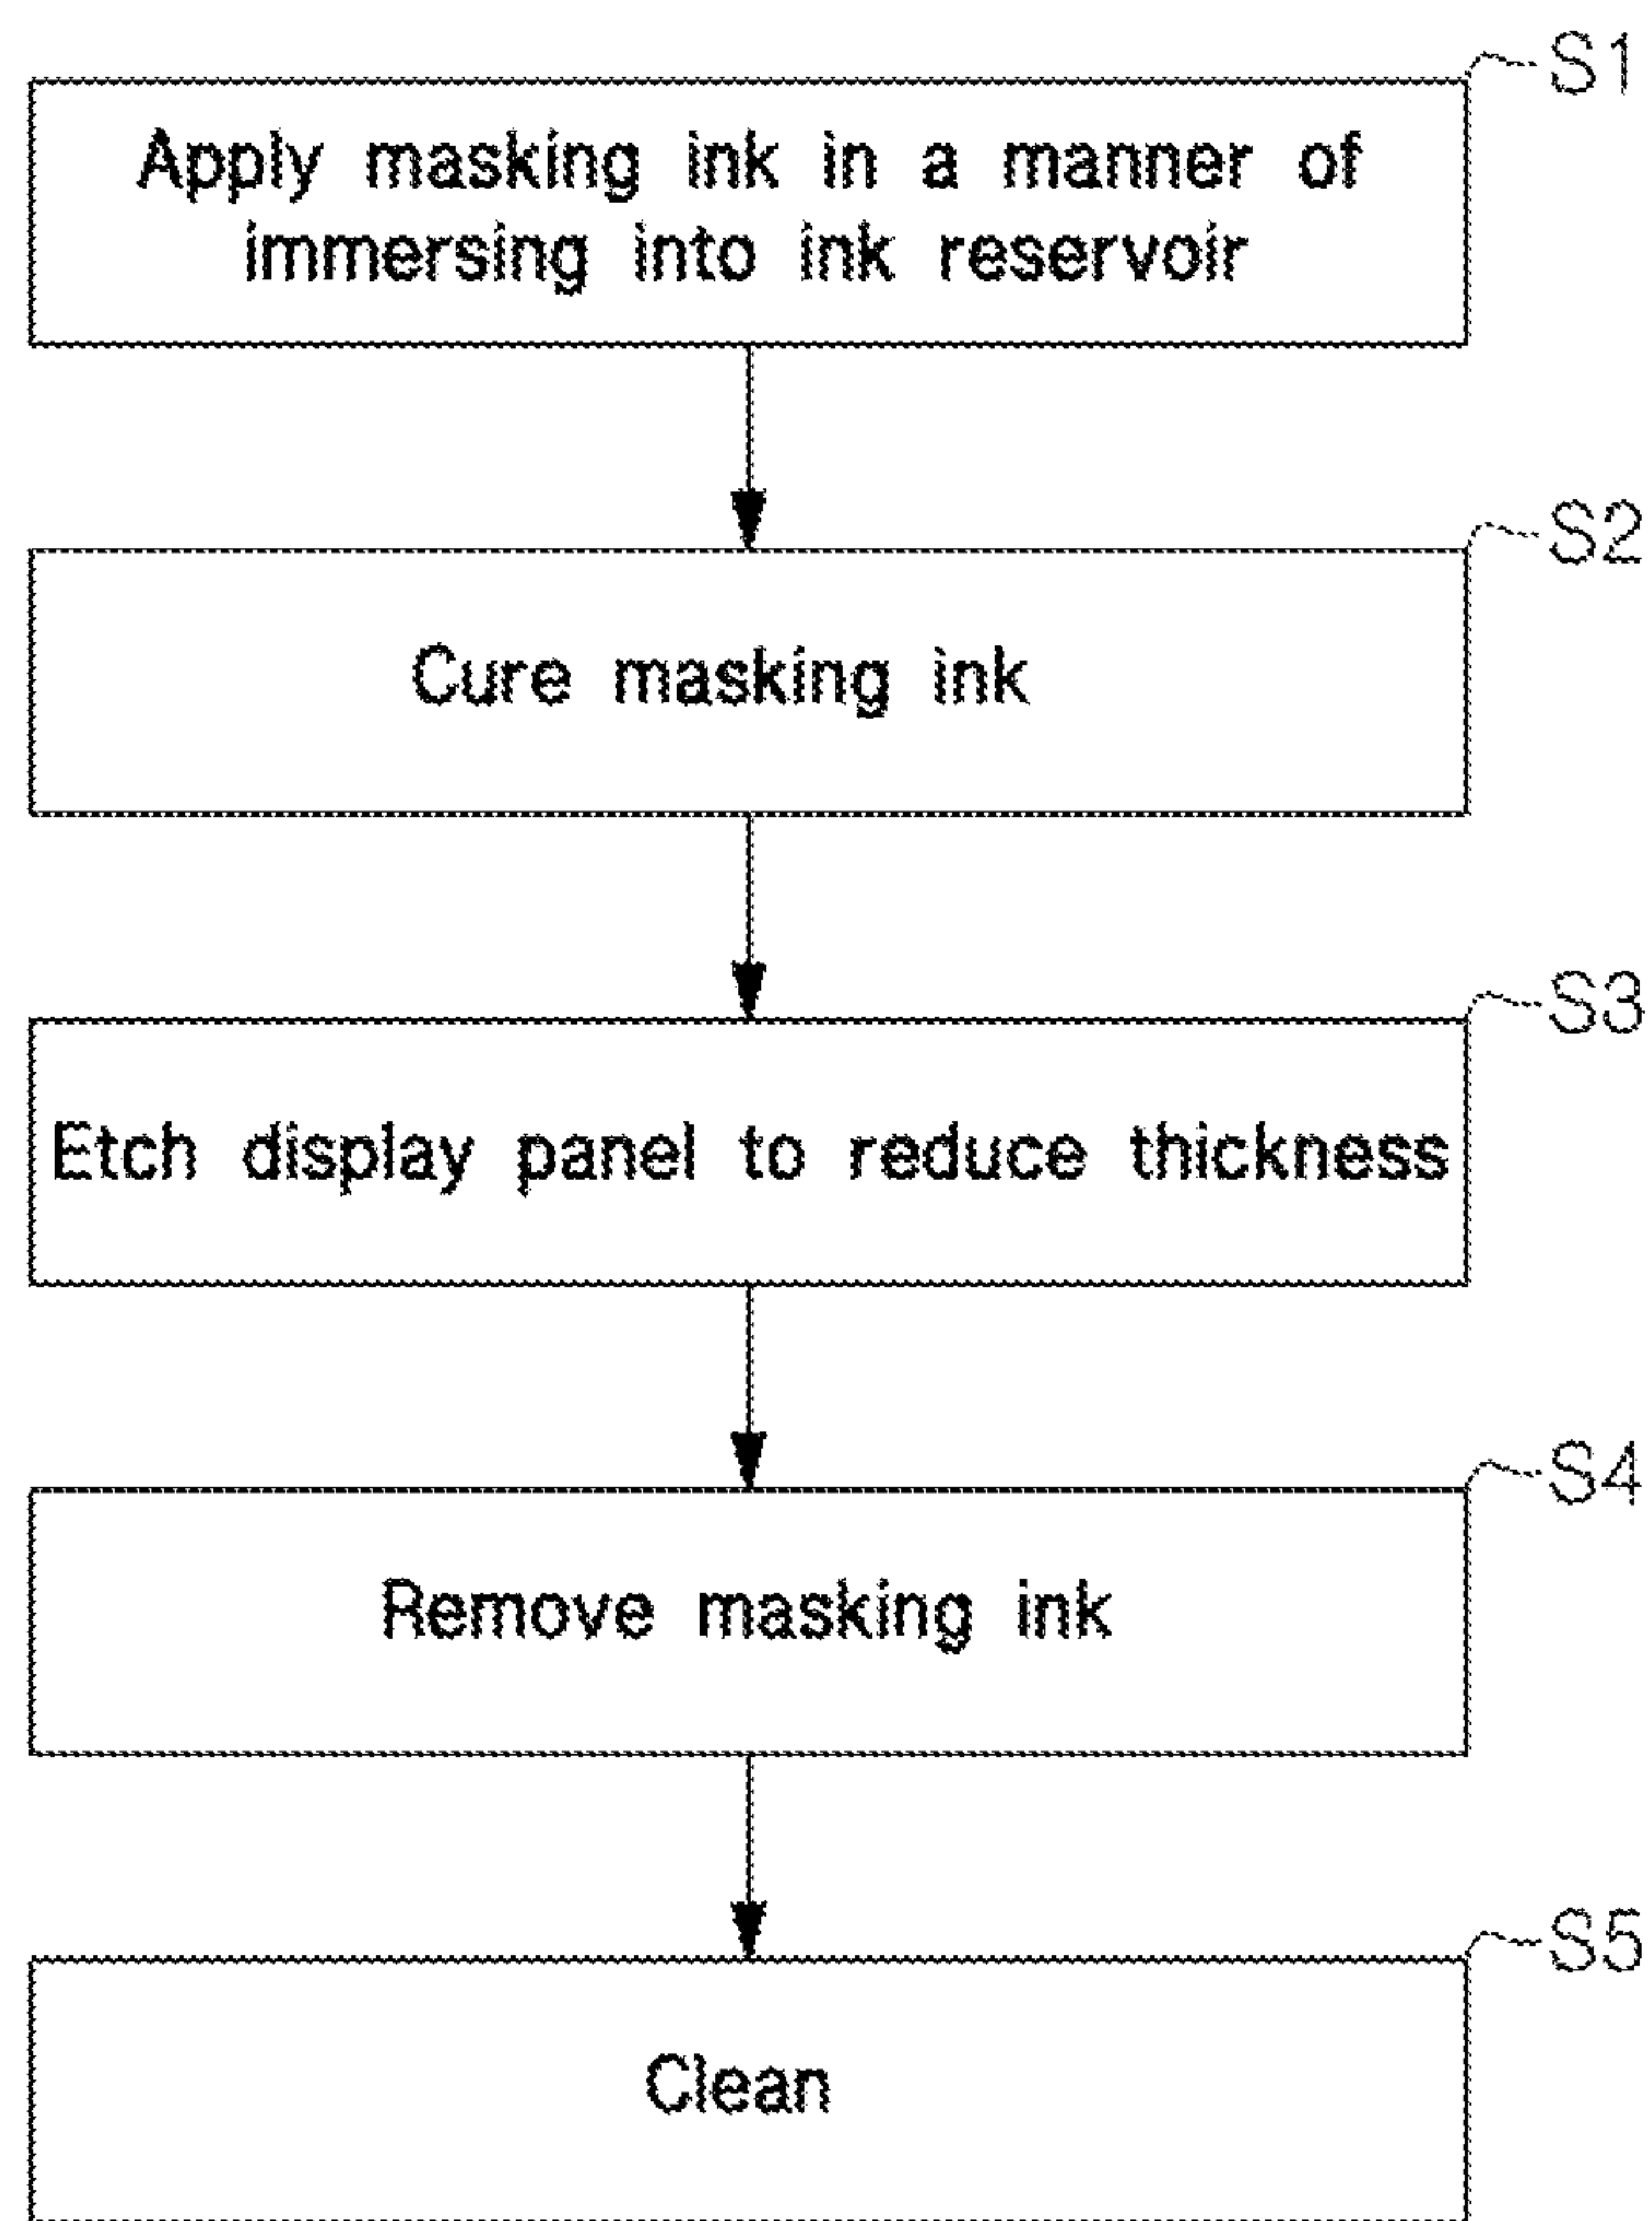 S1
Apply masking ink in a manner of
immersing into ink reservoir
S2
Cure masking ink
S3
Etch display panel to reduce thickness
S4
Remove masking ink
S5
Clean